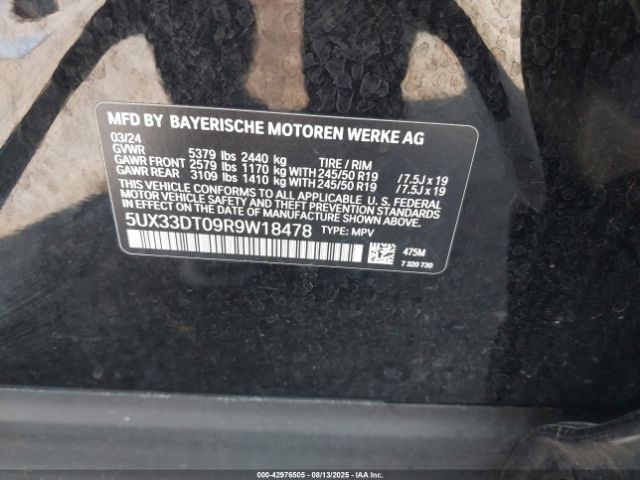 MFD BY BAYERISCHE MOTOREN WERKE AG
03/24
GVWR 5379 lbs 2440 kg TIRE / RIM
GAWR FRONT 2579 lbs 1170 kg WITH 245/50 R19 /7.5J x 19
GAWR REAR 3109 lbs 1410 kg WITH 245/50 R19 /7.5J x 19
THIS VEHICLE CONFORMS TO ALL APPLICABLE U. S. FEDERAL
MOTOR VEHICLE SAFETY STANDARDS IN EFFECT ON THE DATE OF
MANUFACTURE SHOWN ABOVE.
5UX33DT09R9W18478 TYPE: MPV
475M
7 320 730
000-42976505 - 08/13/2025 - IAA Inc.